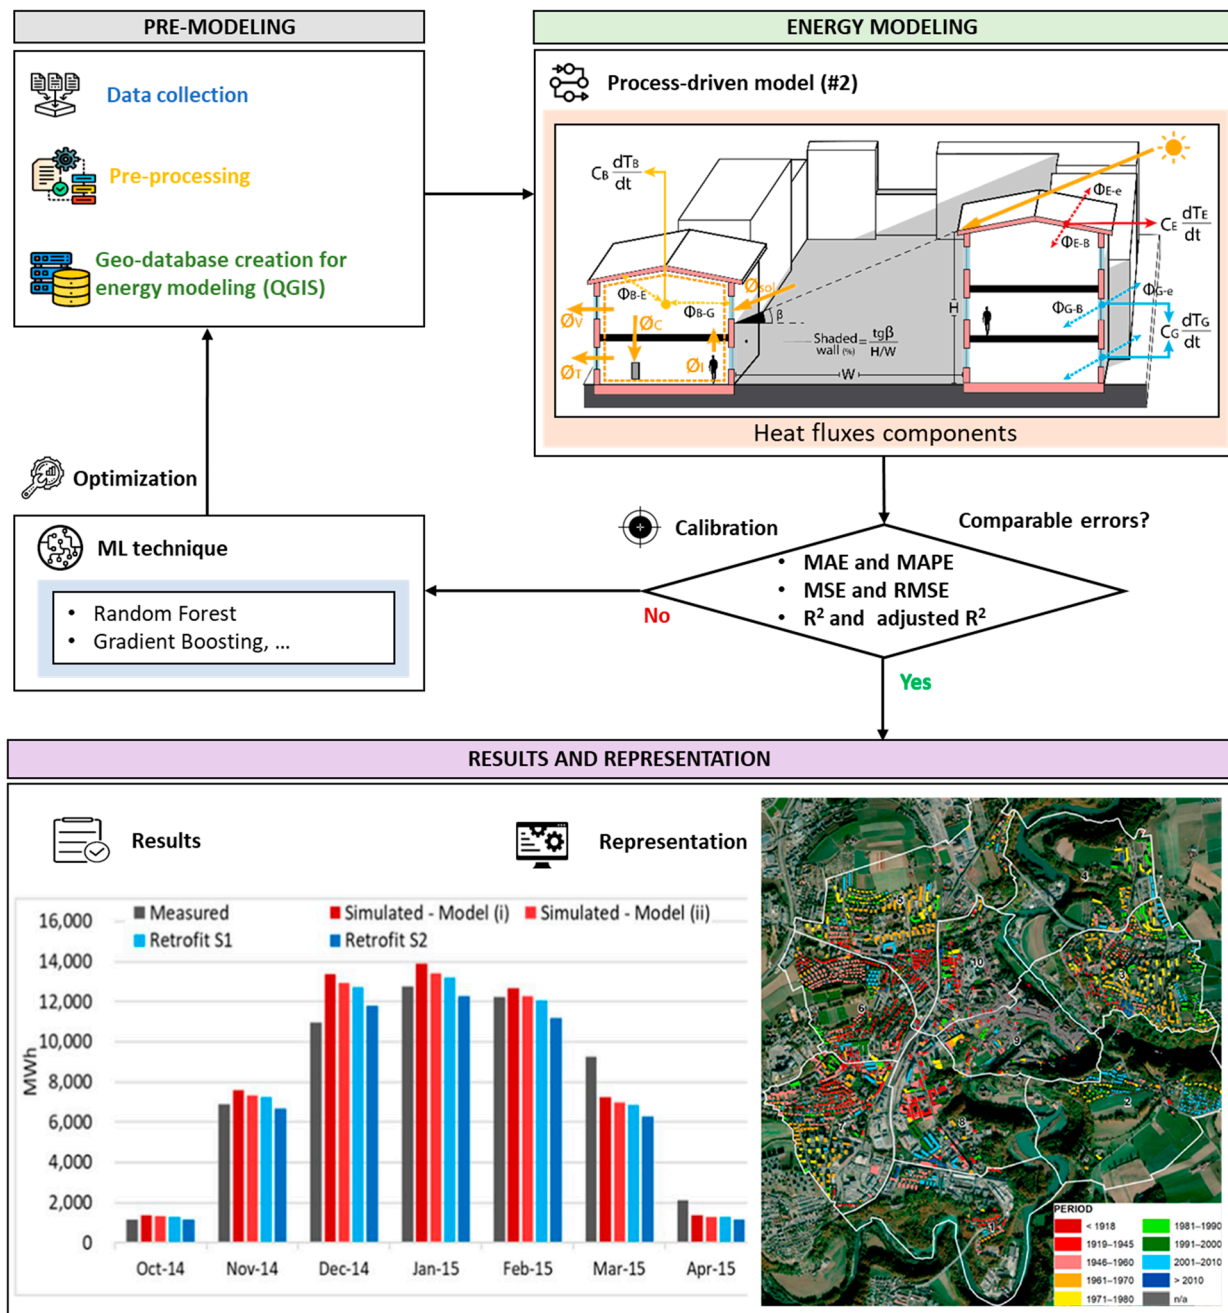 PRE-MODELING
Data collection
Pre-processing
Geo-database creation for
energy modeling (QGIS)
ENERGY MODELING
Process-driven model (#2)
C_B dT_B/dt
Φ_E-e
C_E dT_E/dt
Φ_E-B
Φ_B-E
Φ_B-G
Ø_sol
β
Ø_V
Ø_C
Ø_T
Ø_I
Shaded wall (%) = tgβ / H/W
H
W
Φ_G-e
Φ_G-B
C_G dT_G/dt
Heat fluxes components
Optimization
ML technique
• Random Forest
• Gradient Boosting, ...
Calibration
Comparable errors?
• MAE and MAPE
• MSE and RMSE
• R² and adjusted R²
No
Yes
RESULTS AND REPRESENTATION
Results
Representation
Measured
Simulated - Model (i)
Simulated - Model (ii)
Retrofit S1
Retrofit S2
16,000
14,000
12,000
10,000
8,000
6,000
4,000
2,000
0
MWh
Oct-14
Nov-14
Dec-14
Jan-15
Feb-15
Mar-15
Apr-15
4
5
10
3
6
9
2
7
8
1
PERIOD
< 1918
1919–1945
1946–1960
1961–1970
1971–1980
1981–1990
1991–2000
2001–2010
> 2010
n/a